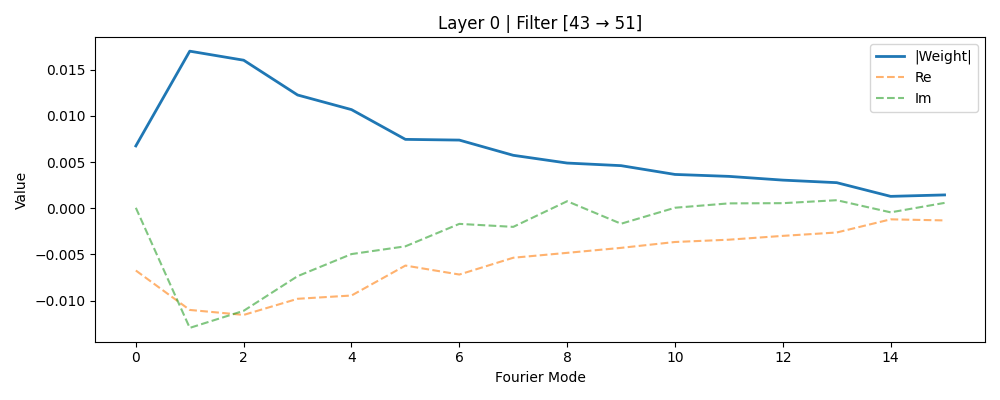 Layer 0 | Filter [43 → 51]
|Weight|
Re
Im
0.015
0.010
0.005
0.000
−0.005
−0.010
Value
0 2 4 6 8 10 12 14
Fourier Mode